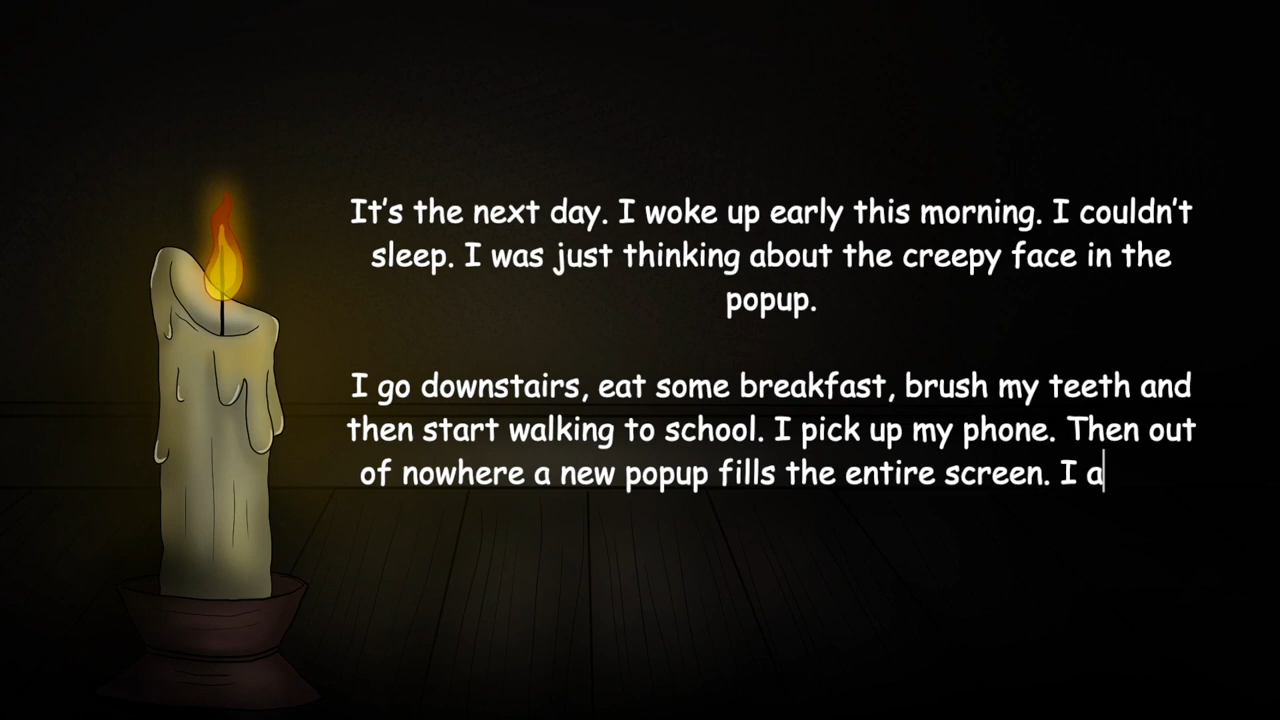 It's the next day. I woke up early this morning. I couldn't
sleep. I was just thinking about the creepy face in the
popup.
I go downstairs, eat some breakfast, brush my teeth and
then start walking to school. I pick up my phone. Then out
of nowhere a new popup fills the entire screen. I a